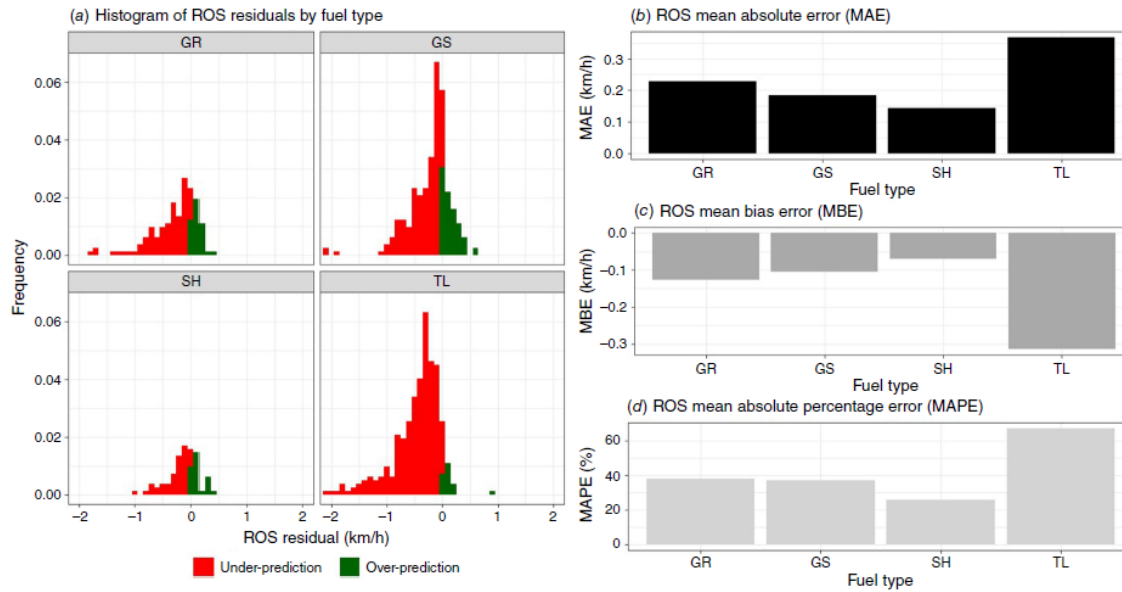 (a) Histogram of ROS residuals by fuel type
GR
GS
0.06
0.04
0.02
0.00
SH
TL
0.06
0.04
0.02
0.00
Frequency
−2 −1 0 1 2
−2 −1 0 1 2
ROS residual (km/h)
Under-prediction Over-prediction
(b) ROS mean absolute error (MAE)
0.3
0.2
0.1
0.0
MAE (km/h)
GR GS SH TL
Fuel type
(c) ROS mean bias error (MBE)
0.0
−0.1
−0.2
−0.3
MBE (km/h)
GR GS SH TL
Fuel type
(d) ROS mean absolute percentage error (MAPE)
60
40
20
0
MAPE (%)
GR GS SH TL
Fuel type